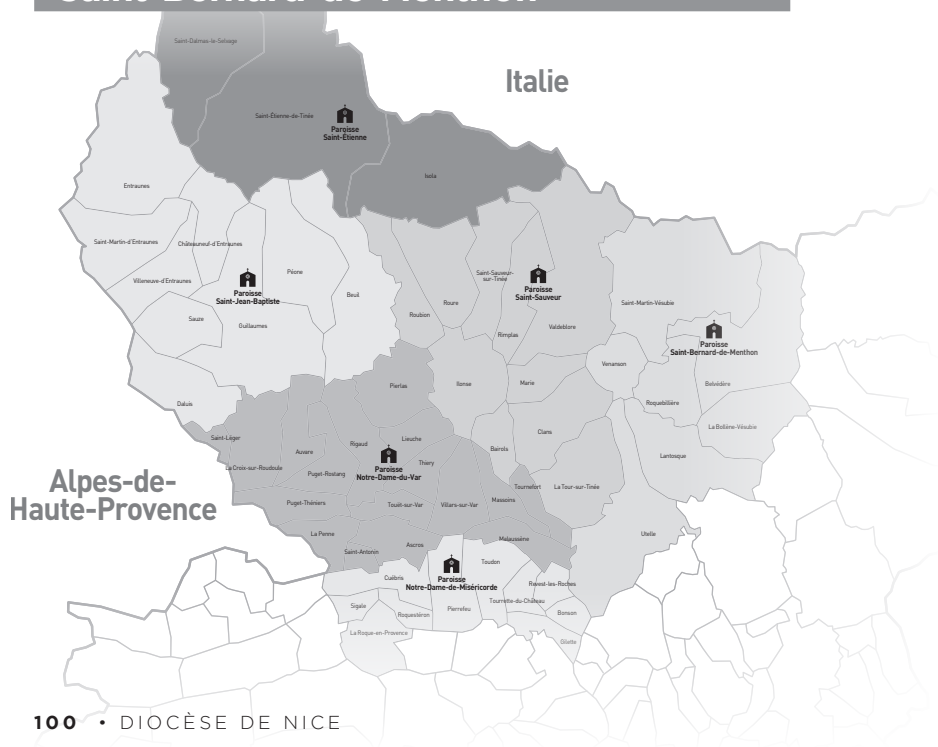 Saint-Bernard-de-Menthon
Saint-Dalmas-le-Selvage
Italie
Saint-Étienne-de-Tinée
Paroisse
Saint-Étienne
Isola
Entraunes
Saint-Martin-d'Entraunes
Châteauneuf-d'Entraunes
Villeneuve-d'Entraunes
Péone
Paroisse
Saint-Jean-Baptiste
Beuil
Sauze
Guillaumes
Daluis
Saint-Sauveur-
sur-Tinée
Paroisse
Saint-Sauveur
Roure
Roubion
Rimplas
Valdeblore
Saint-Martin-Vésubie
Paroisse
Saint-Bernard-de-Menthon
Venanson
Belvédère
Roquebillière
La Bollène-Vésubie
Pierlas
Ilonse
Marie
Clans
Bairols
Lantosque
Saint-Léger
Lieuche
Rigaud
Auvare
La Croix-sur-Roudoule
Puget-Rostang
Thiery
Paroisse
Notre-Dame-du-Var
Tournefort
La Tour-sur-Tinée
Puget-Théniers
Touët-sur-Var
Villars-sur-Var
Massoins
Alpes-de-
Haute-Provence
La Penne
Saint-Antonin
Ascros
Malaussène
Utelle
Toudon
Cuébris
Paroisse
Notre-Dame-de-Miséricorde
Revest-les-Roches
Tourrette-du-Château
Sigale
Roquestéron
Pierrefeu
Bonson
La Roque-en-Provence
Gilette
100 • DIOCÈSE DE NICE